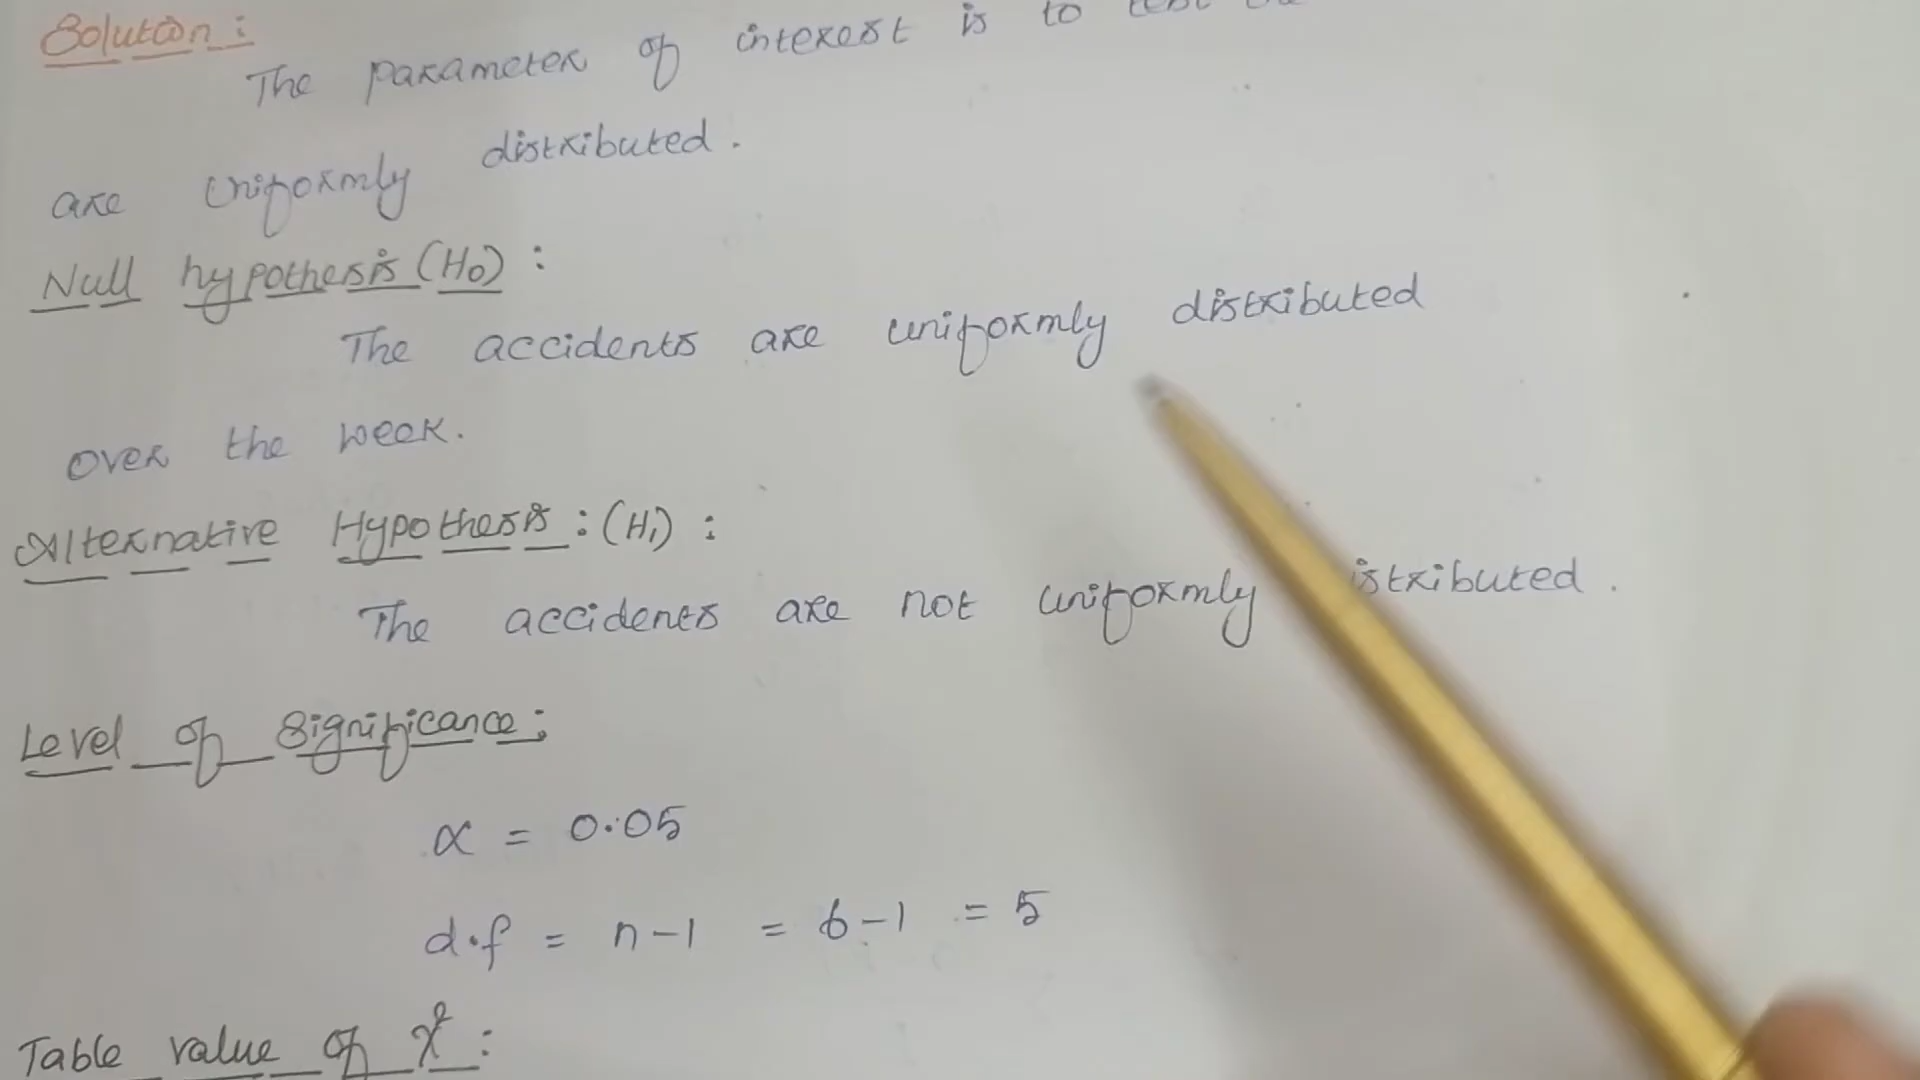 Solution:
The parameter of interest is to test
are uniformly distributed.
Null hypothesis (H0) :
The accidents are uniformly distributed
over the week.
Alternative Hypothesis : (H1) :
The accidents are not uniformly istributed .
Level of Significance:
α = 0.05
d.f = n-1 = 6-1 = 5
Table value of χ² :